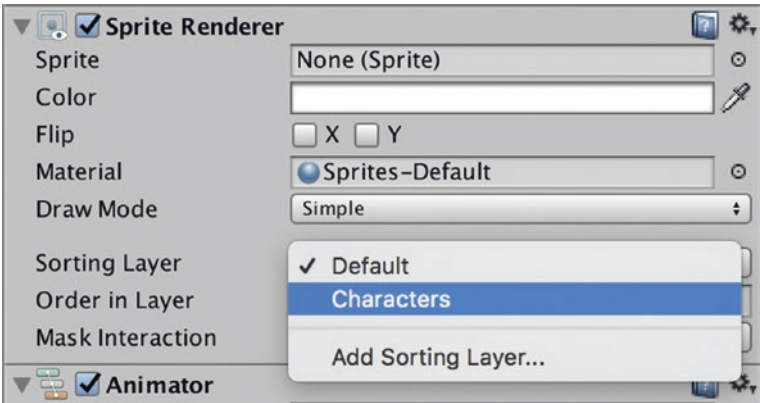 Sprite Renderer
Sprite None (Sprite)
Color
Flip X Y
Material Sprites-Default
Draw Mode Simple
Sorting Layer Default
Order in Layer Characters
Mask Interaction
Add Sorting Layer...
Animator